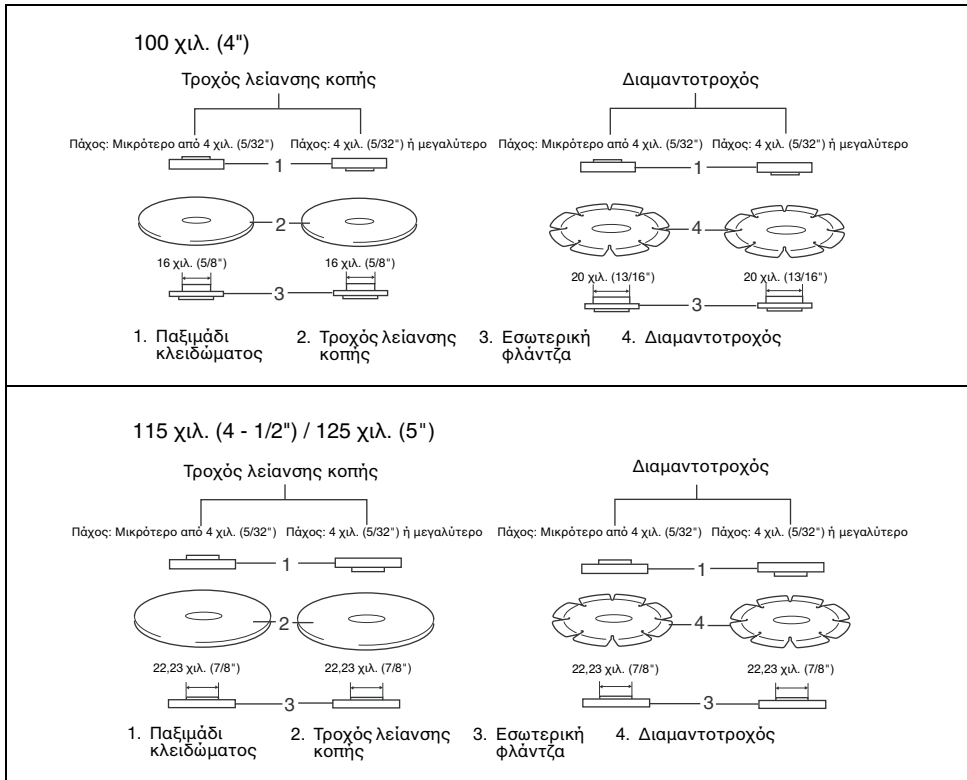 100 χιλ. (4")
Τροχός λείανσης κοπής Διαμαντοτροχός
Πάχος: Μικρότερο από 4 χιλ. (5/32") Πάχος: 4 χιλ. (5/32") ή μεγαλύτερο Πάχος: Μικρότερο από 4 χιλ. (5/32") Πάχος: 4 χιλ. (5/32") ή μεγαλύτερο
1 1
2 4
16 χιλ. (5/8") 16 χιλ. (5/8") 20 χιλ. (13/16") 20 χιλ. (13/16")
3 3
1. Παξιμάδι 2. Τροχός λείανσης 3. Εσωτερική 4. Διαμαντοτροχός
κλειδώματος κοπής φλάντζα
115 χιλ. (4 - 1/2") / 125 χιλ. (5")
Τροχός λείανσης κοπής Διαμαντοτροχός
Πάχος: Μικρότερο από 4 χιλ. (5/32") Πάχος: 4 χιλ. (5/32") ή μεγαλύτερο Πάχος: Μικρότερο από 4 χιλ. (5/32") Πάχος: 4 χιλ. (5/32") ή μεγαλύτερο
1 1
2 4
22,23 χιλ. (7/8") 22,23 χιλ. (7/8") 22,23 χιλ. (7/8") 22,23 χιλ. (7/8")
3 3
1. Παξιμάδι 2. Τροχός λείανσης 3. Εσωτερική 4. Διαμαντοτροχός
κλειδώματος κοπής φλάντζα